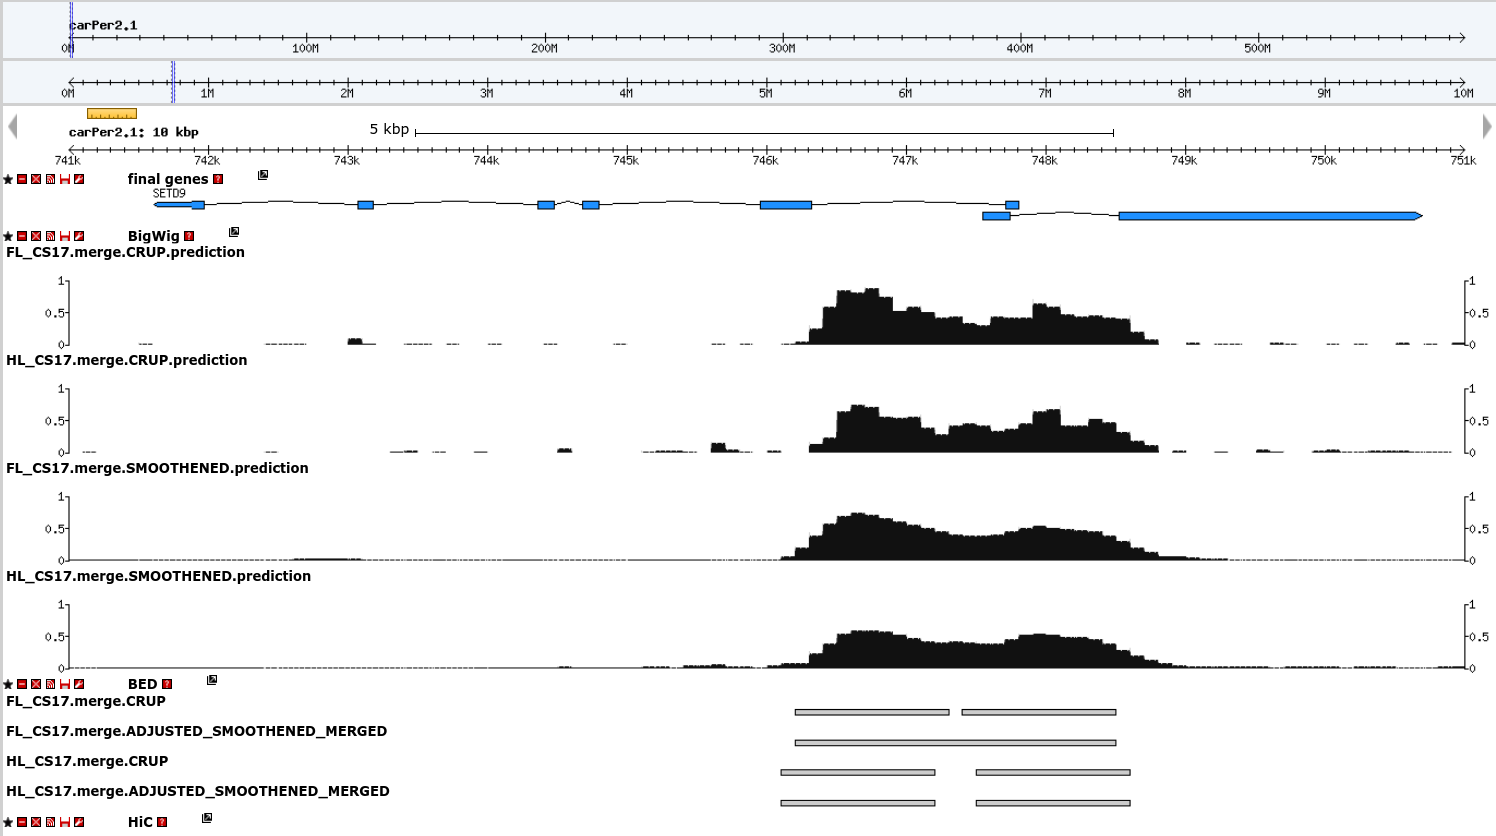 carPer2.1
0M 100M 200M 300M 400M 500M
0M 1M 2M 3M 4M 5M 6M 7M 8M 9M 10M
carPer2.1: 10 kbp 5 kbp
741k 742k 743k 744k 745k 746k 747k 748k 749k 750k 751k
final genes ?
SETD9
BigWig ?
FL_CS17.merge.CRUP.prediction
1 1
0.5 0.5
0 0
HL_CS17.merge.CRUP.prediction
1 1
0.5 0.5
0 0
FL_CS17.merge.SMOOTHENED.prediction
1 1
0.5 0.5
0 0
HL_CS17.merge.SMOOTHENED.prediction
1 1
0.5 0.5
0 0
BED ?
FL_CS17.merge.CRUP
FL_CS17.merge.ADJUSTED_SMOOTHENED_MERGED
HL_CS17.merge.CRUP
HL_CS17.merge.ADJUSTED_SMOOTHENED_MERGED
HiC ?